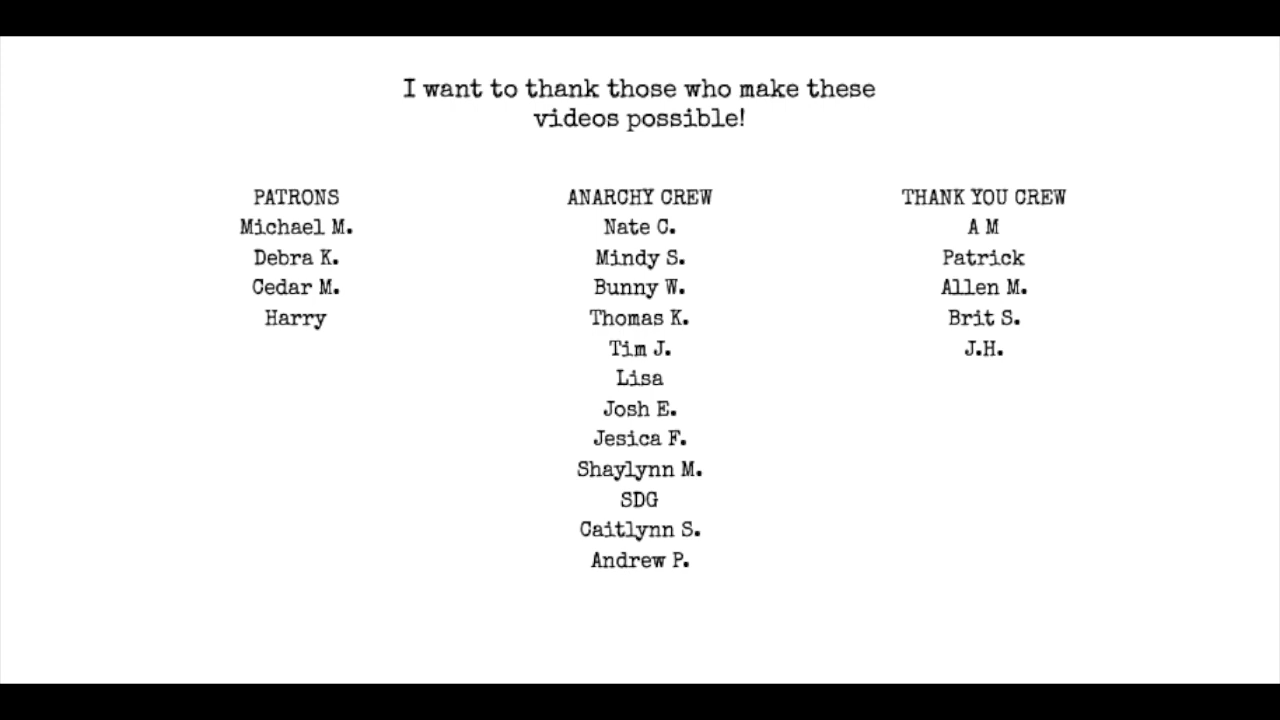 I want to thank those who make these
videos possible!
PATRONS
Michael M.
Debra K.
Cedar M.
Harry
ANARCHY CREW
Nate C.
Mindy S.
Bunny W.
Thomas K.
Tim J.
Lisa
Josh E.
Jesica F.
Shaylynn M.
SDG
Caitlynn S.
Andrew P.
THANK YOU CREW
A M
Patrick
Allen M.
Brit S.
J.H.